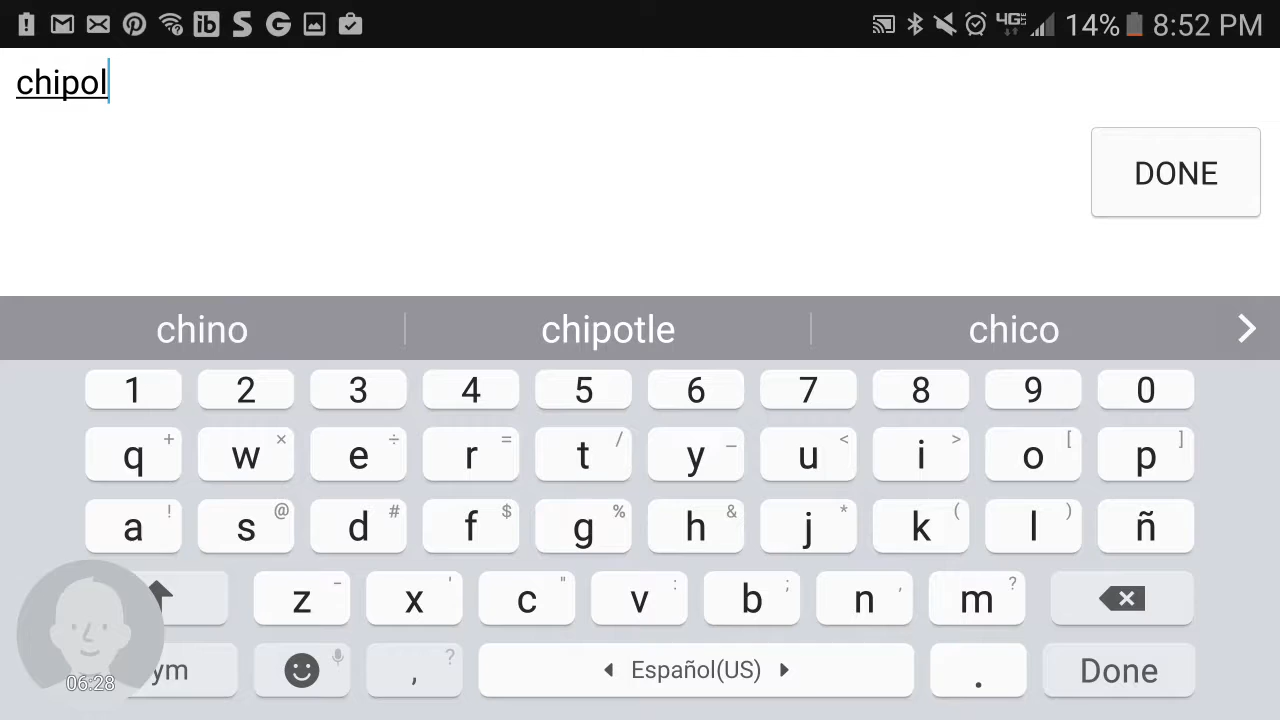 14% 8:52 PM
chipol
DONE
chino chipotle chico
1 2 3 4 5 6 7 8 9 0
q + w × e ÷ r = t / y _ u < i > o [ p ]
a ! s @ d # f $ g % h & j * k ( l ) ñ
z - x ' c " v : b ; n , m ?
ym , ? Español(US) . Done
06:28